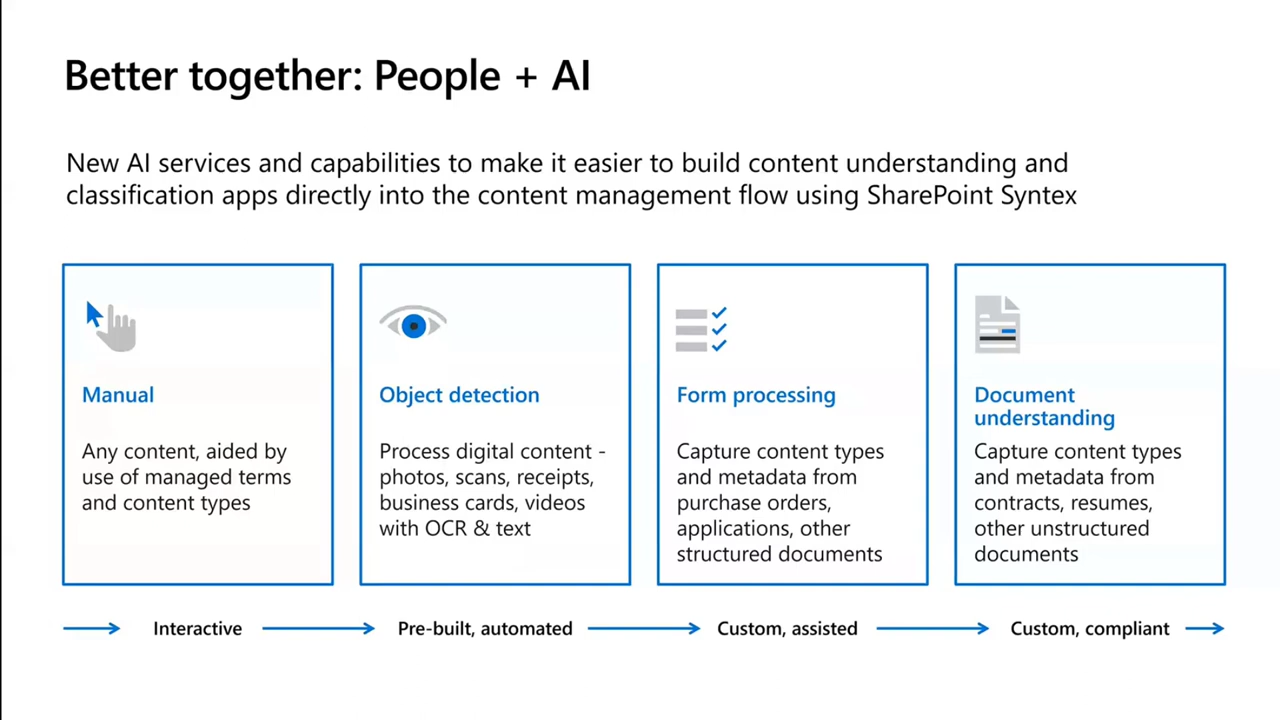 Better together: People + AI
New AI services and capabilities to make it easier to build content understanding and
classification apps directly into the content management flow using SharePoint Syntex
Manual
Any content, aided by
use of managed terms
and content types
Object detection
Process digital content -
photos, scans, receipts,
business cards, videos
with OCR & text
Form processing
Capture content types
and metadata from
purchase orders,
applications, other
structured documents
Document
understanding
Capture content types
and metadata from
contracts, resumes,
other unstructured
documents
Interactive
Pre-built, automated
Custom, assisted
Custom, compliant